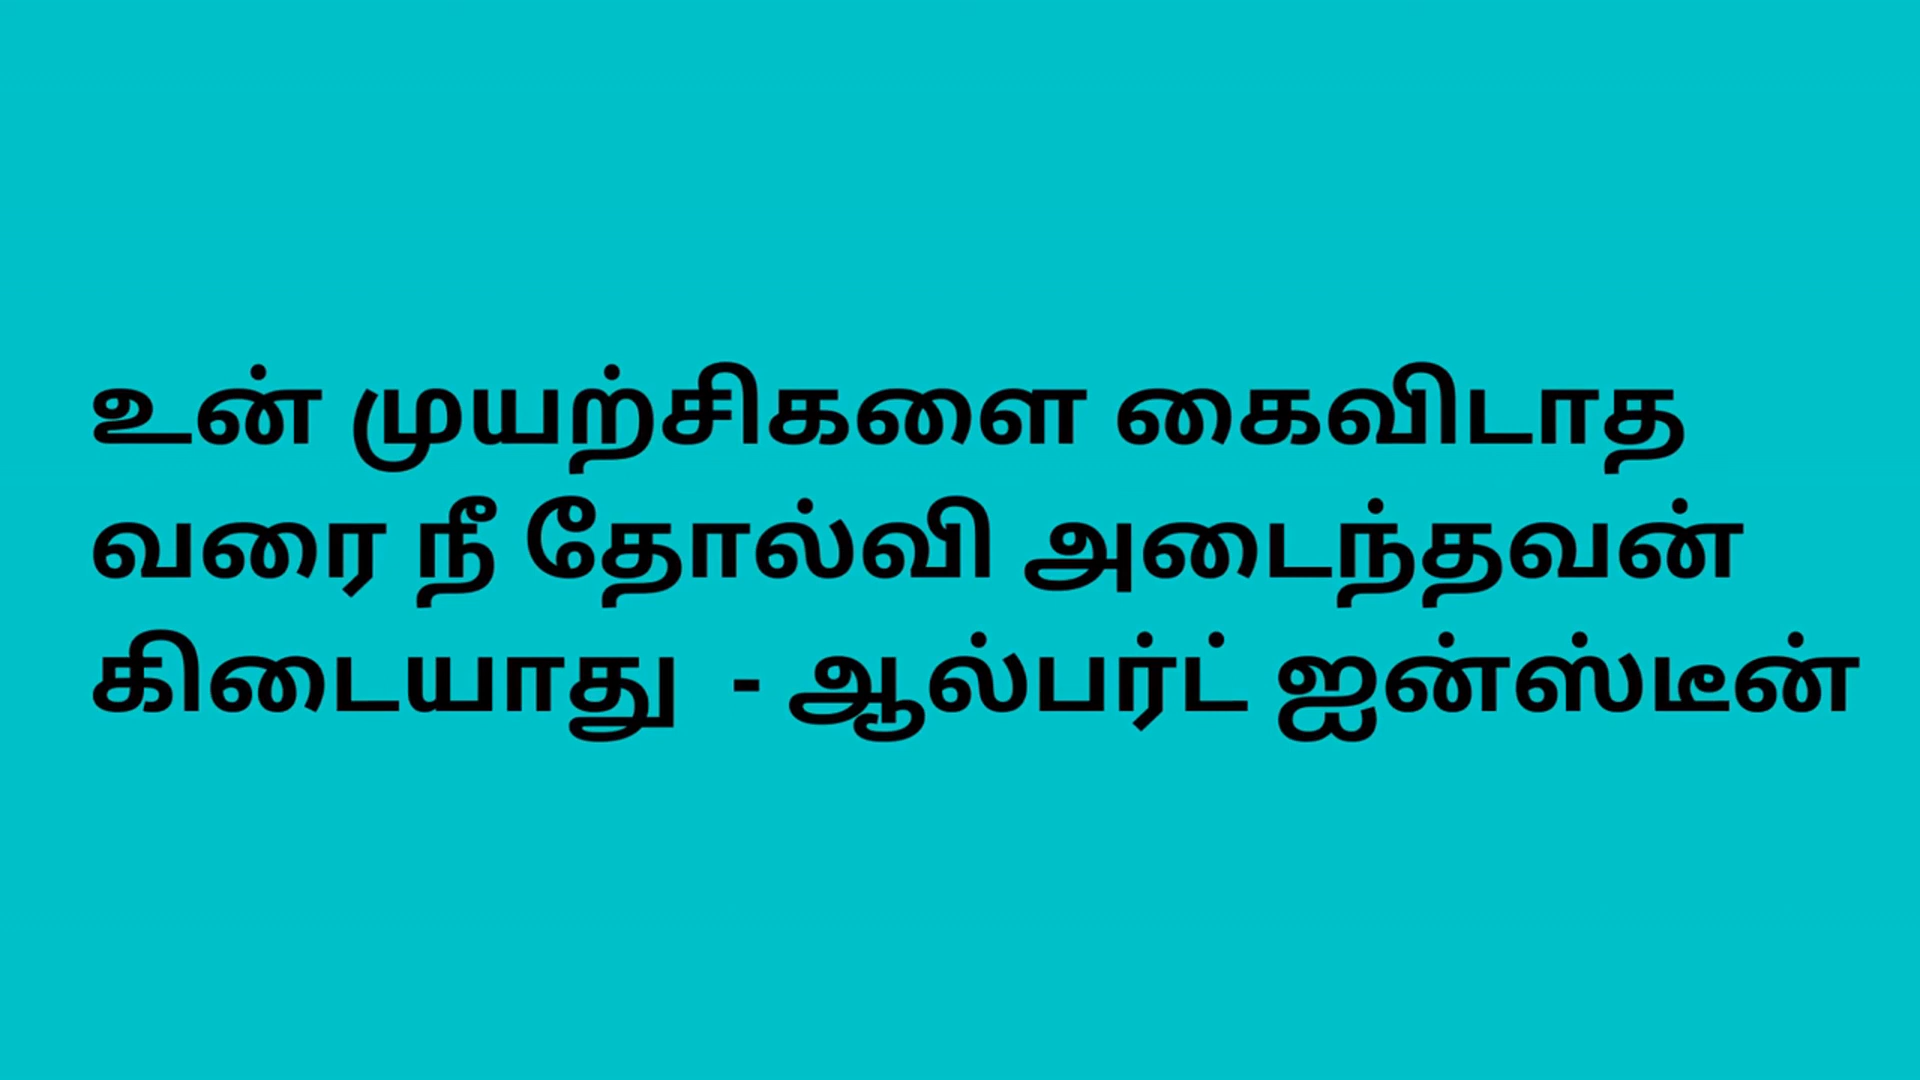 உன் முயற்சிகளை கைவிடாத
வரை நீ தோல்வி அடைந்தவன்
கிடையாது - ஆல்பர்ட் ஐன்ஸ்டீன்